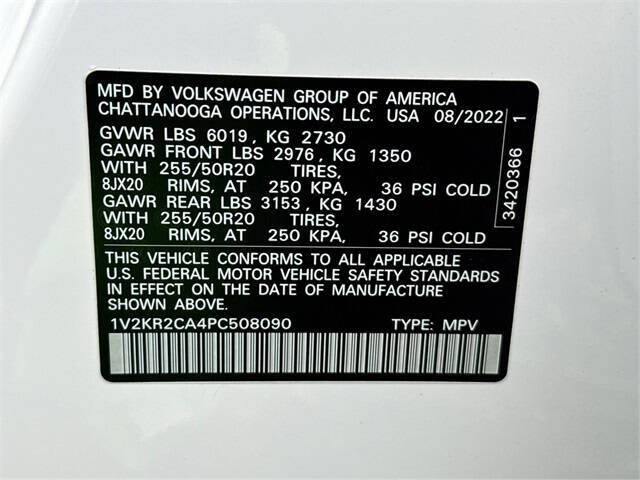 MFD BY VOLKSWAGEN GROUP OF AMERICA
CHATTANOOGA OPERATIONS, LLC. USA 08/2022
GVWR LBS 6019, KG 2730
GAWR FRONT LBS 2976, KG 1350
WITH 255/50R20 TIRES,
8JX20 RIMS, AT 250 KPA, 36 PSI COLD
GAWR REAR LBS 3153, KG 1430
WITH 255/50R20 TIRES,
8JX20 RIMS, AT 250 KPA, 36 PSI COLD
THIS VEHICLE CONFORMS TO ALL APPLICABLE
U.S. FEDERAL MOTOR VEHICLE SAFETY STANDARDS
IN EFFECT ON THE DATE OF MANUFACTURE
SHOWN ABOVE.
1V2KR2CA4PC508090 TYPE: MPV
3420366 1